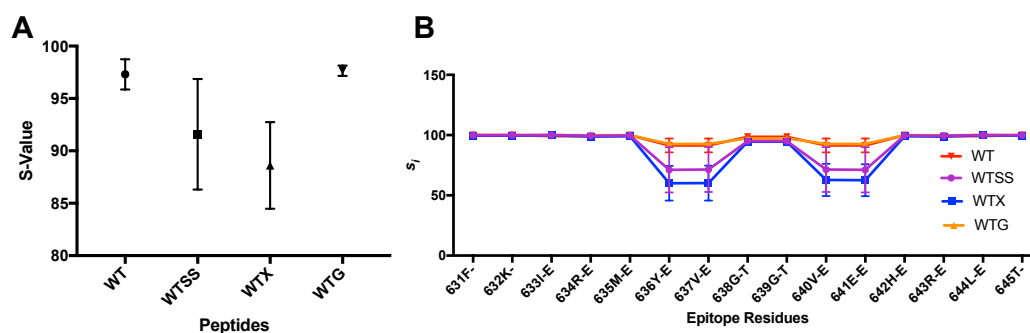 A
S-Value
100
95
90
85
80
WT
WTSS
WTX
WTG
Peptides
B
s_i
150
100
50
0
WT
WTSS
WTX
WTG
631F-
632K-
633I-E
634R-E
635M-E
636Y-E
637V-E
638G-T
639G-T
640V-E
641E-E
642H-E
643R-E
644L-E
645T-
Epitope Residues